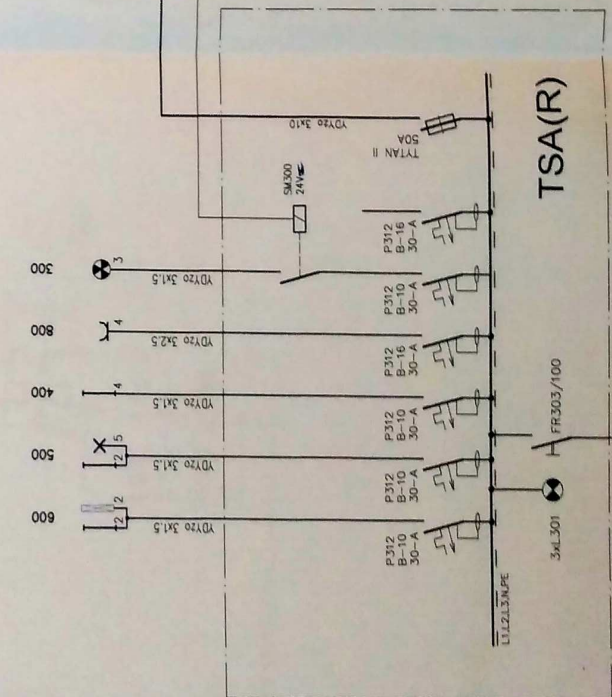 TSA(R)
YDYżo 3x10
TYTAN II
50A
SM300
24V
300
3
YDYżo 3x1.5
800
4
YDYżo 3x2.5
400
4
YDYżo 3x1.5
500
2
5
YDYżo 3x1.5
600
2
2
YDYżo 3x1.5
P312
B-16
30-A
P312
B-10
30-A
P312
B-16
30-A
P312
B-10
30-A
P312
B-10
30-A
P312
B-10
30-A
FR303/100
3xL301
L1,L2,L3,N,PE